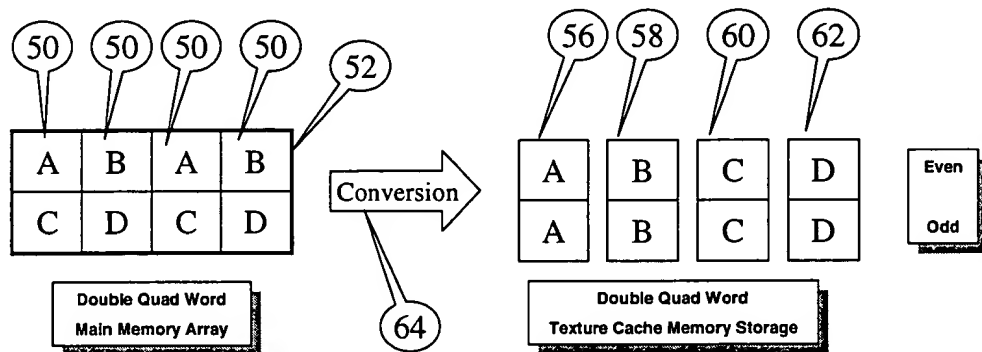 50 50 50 50 52 56 58 60 62
A B A B
C D C D
Conversion
A B C D
A B C D
Even
Odd
Double Quad Word
Main Memory Array
64
Double Quad Word
Texture Cache Memory Storage